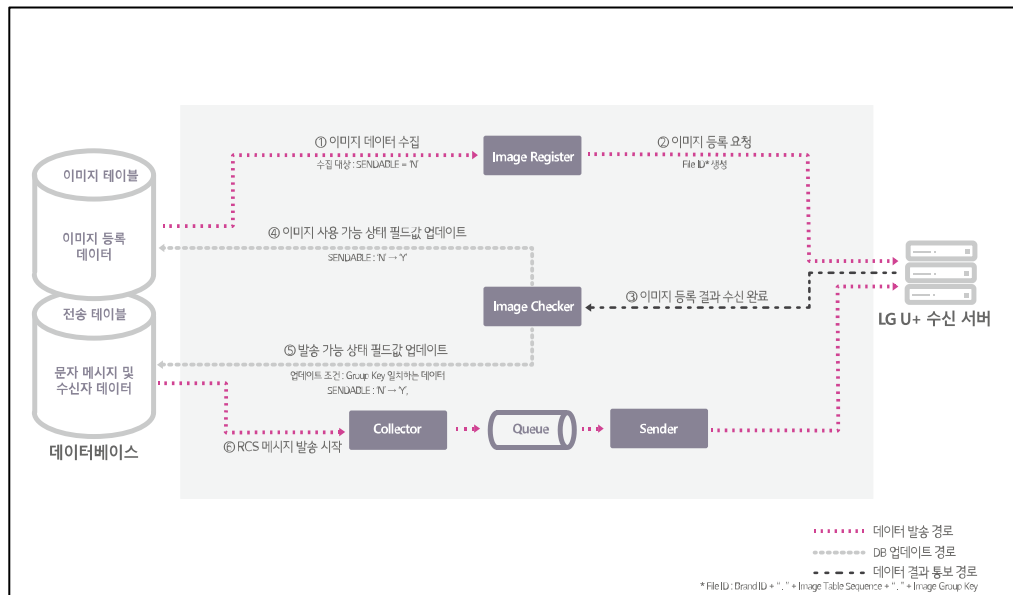 ① 이미지 데이터 수집
수집 대상 : SENDABLE = 'N'
Image Register
② 이미지 등록 요청
File ID* 생성
이미지 테이블
이미지 등록
데이터
④ 이미지 사용 가능 상태 필드값 업데이트
SENDABLE : 'N' → 'Y'
Image Checker
③ 이미지 등록 결과 수신 완료
LG U+ 수신 서버
전송 테이블
문자 메시지 및
수신자 데이터
⑤ 발송 가능 상태 필드값 업데이트
업데이트 조건 : Group Key 일치하는 데이터
SENDABLE : 'N' → 'Y',
데이터베이스
⑥ RCS 메시지 발송 시작
Collector
Queue
Sender
데이터 발송 경로
DB 업데이트 경로
데이터 결과 통보 경로
* File ID : Brand ID + "." + Image Table Sequence + "." + Image Group Key